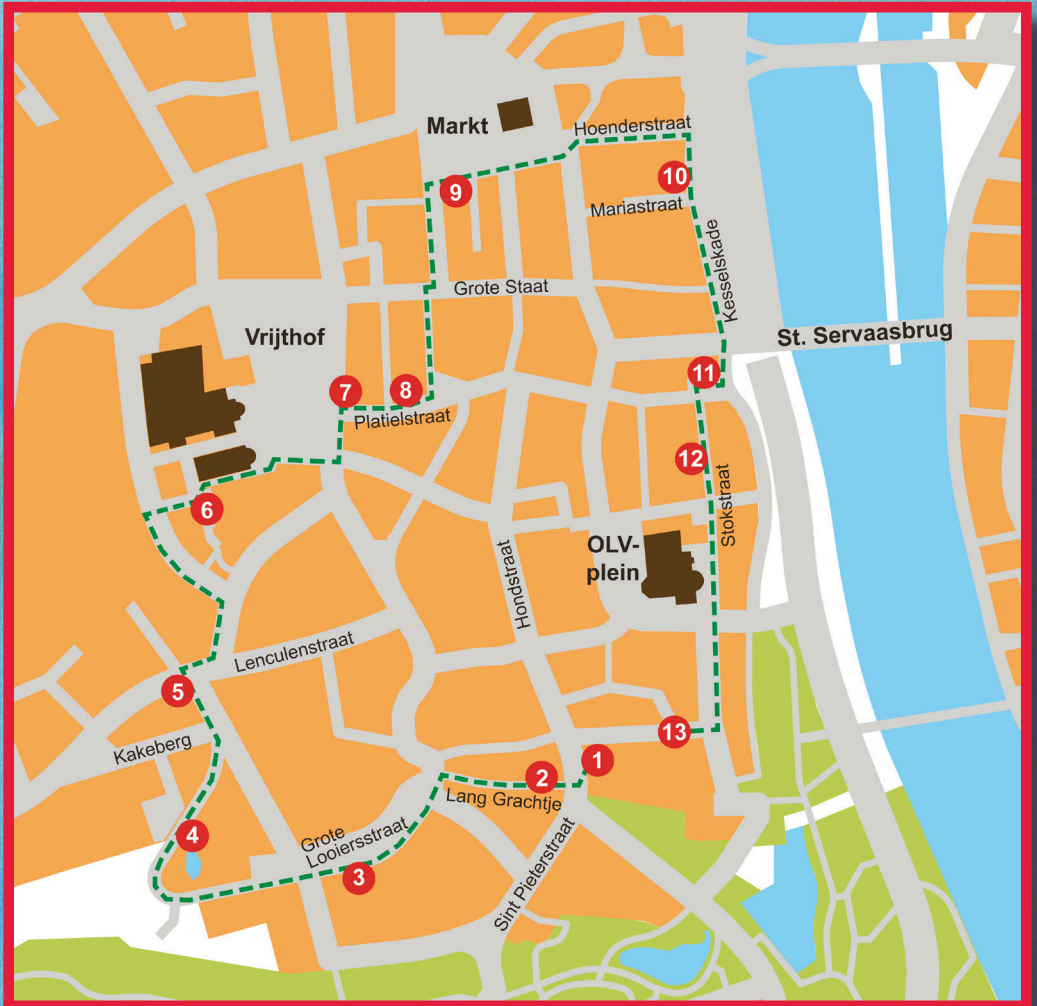 Hoenderstraat
Markt
10
9
Mariastraat
Kesselskade
Grote Staat
St. Servaasbrug
Vrijthof
11
7
8
Platielstraat
12
Stokstraat
6
OLV-
plein
Hondstraat
Lenculenstraat
5
13
Kakeberg
1
2
Lang Grachtje
4
Grote
Looiersstraat
3
Sint Pieterstraat